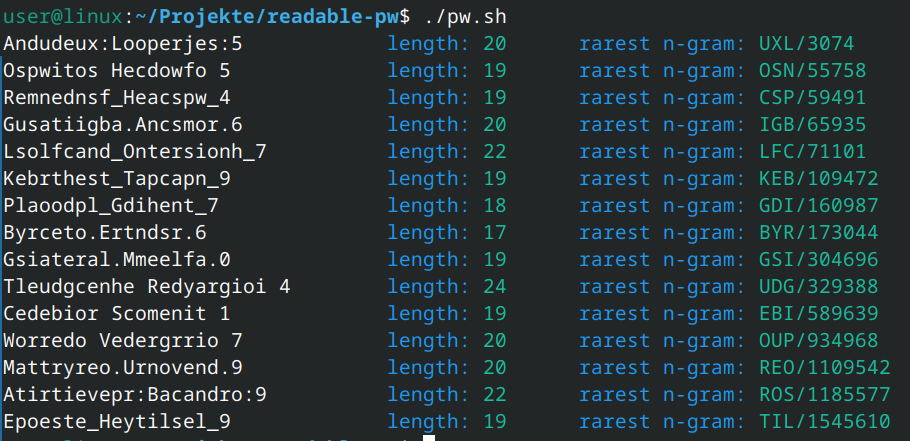 user@linux:~/Projekte/readable-pw$ ./pw.sh
Andudeux:Looperjes:5 length: 20 rarest n-gram: UXL/3074
Ospwitos Hecdowfo 5 length: 19 rarest n-gram: OSN/55758
Remnednsf_Heacspw_4 length: 19 rarest n-gram: CSP/59491
Gusatiigba.Ancsmor.6 length: 20 rarest n-gram: IGB/65935
Lsolfcand_Ontersionh_7 length: 22 rarest n-gram: LFC/71101
Kebrthest_Tapcapn_9 length: 19 rarest n-gram: KEB/109472
Plaoodpl_Gdihent_7 length: 18 rarest n-gram: GDI/160987
Byrceto.Ertndsr.6 length: 17 rarest n-gram: BYR/173044
Gsiateral.Mmeelfa.0 length: 19 rarest n-gram: GSI/304696
Tleudgcenhe Redyargioi 4 length: 24 rarest n-gram: UDG/329388
Cedebior Scomenit 1 length: 19 rarest n-gram: EBI/589639
Worredo Vedergrrio 7 length: 20 rarest n-gram: OUP/934968
Mattryreo.Urnovend.9 length: 20 rarest n-gram: REO/1109542
Atirtievepr:Bacandro:9 length: 22 rarest n-gram: ROS/1185577
Epoeste_Heytilsel_9 length: 19 rarest n-gram: TIL/1545610